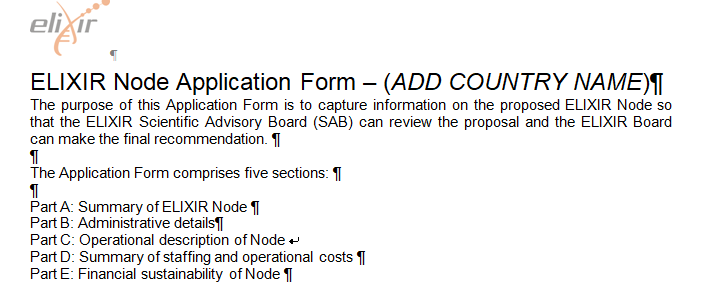 elixir
¶
ELIXIR Node Application Form – (ADD COUNTRY NAME)¶
The purpose of this Application Form is to capture information on the proposed ELIXIR Node so
that the ELIXIR Scientific Advisory Board (SAB) can review the proposal and the ELIXIR Board
can make the final recommendation. ¶
¶
The Application Form comprises five sections: ¶
¶
Part A: Summary of ELIXIR Node ¶
Part B: Administrative details¶
Part C: Operational description of Node ↵
Part D: Summary of staffing and operational costs ¶
Part E: Financial sustainability of Node ¶